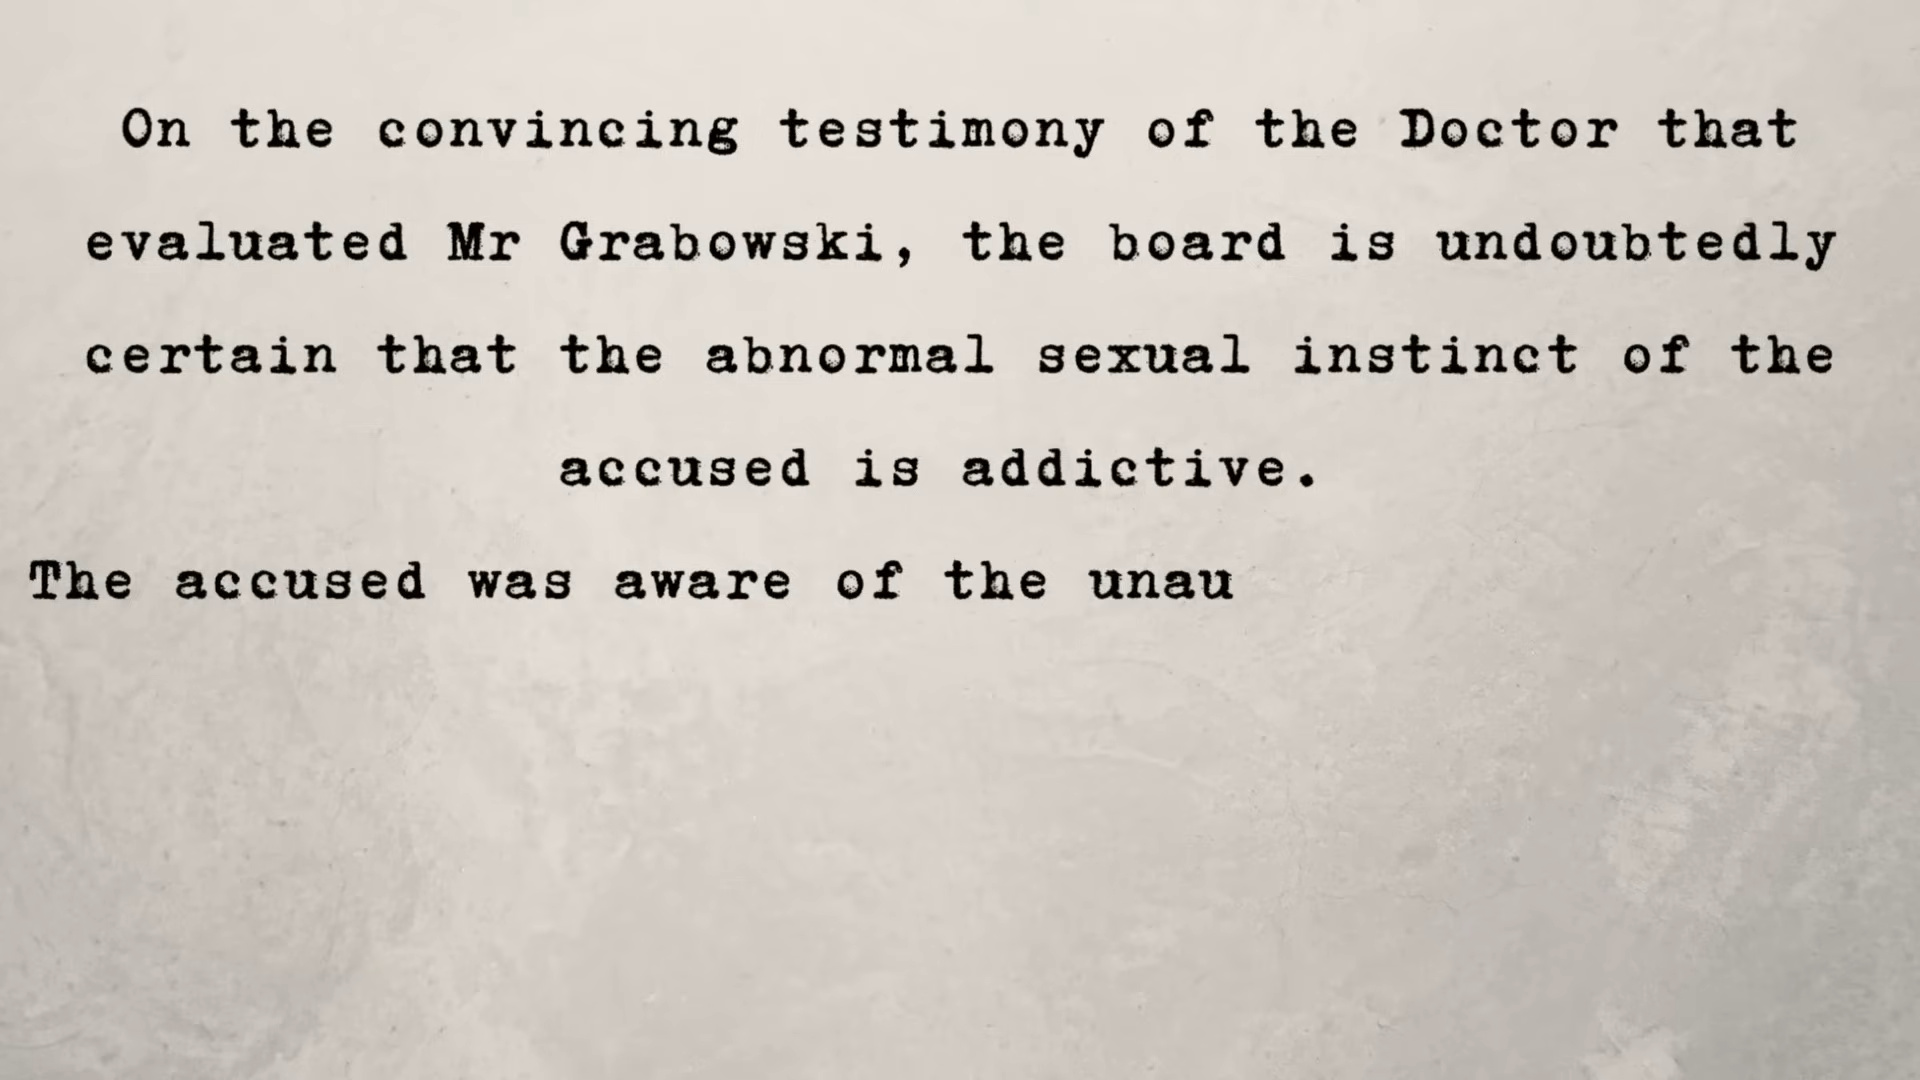 On the convincing testimony of the Doctor that
evaluated Mr Grabowski, the board is undoubtedly
certain that the abnormal sexual instinct of the
accused is addictive.
The accused was aware of the unau